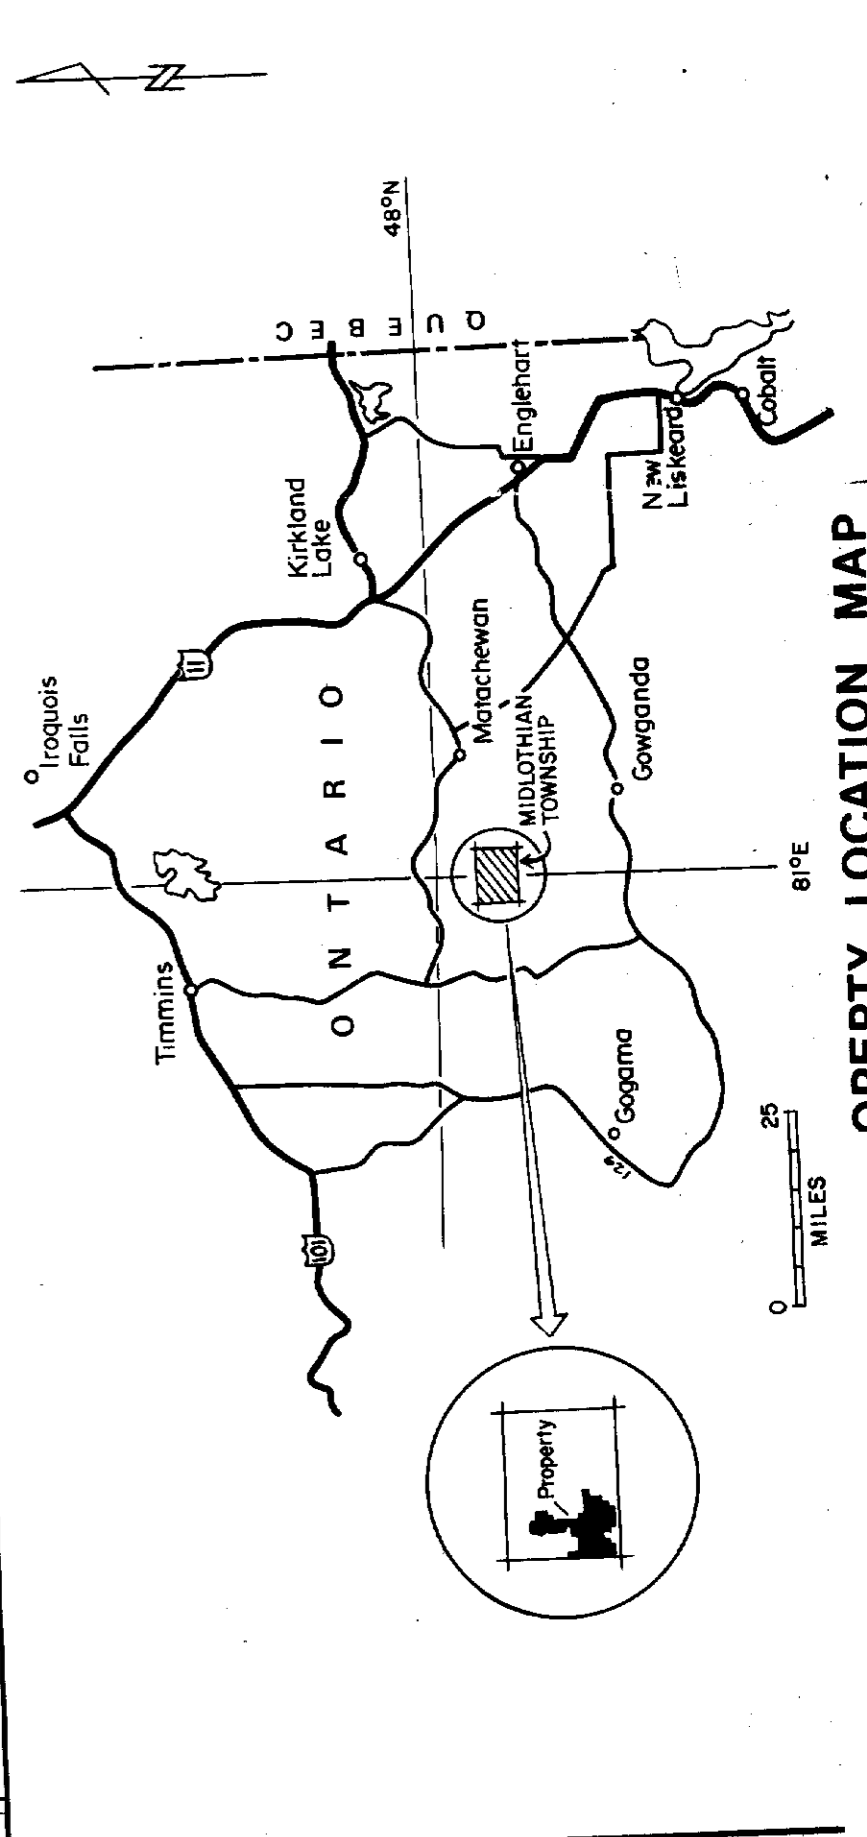 N
Iroquois
Falls
11
Timmins
Kirkland
Lake
QUEBEC
48°N
ONTARIO
101
Matachewan
Englehart
MIDLOTHIAN
TOWNSHIP
Gowganda
New
Liskeard
Cobalt
Gogama
129
Property
81°E
0 25
MILES
OPERTY LOCATION MAP